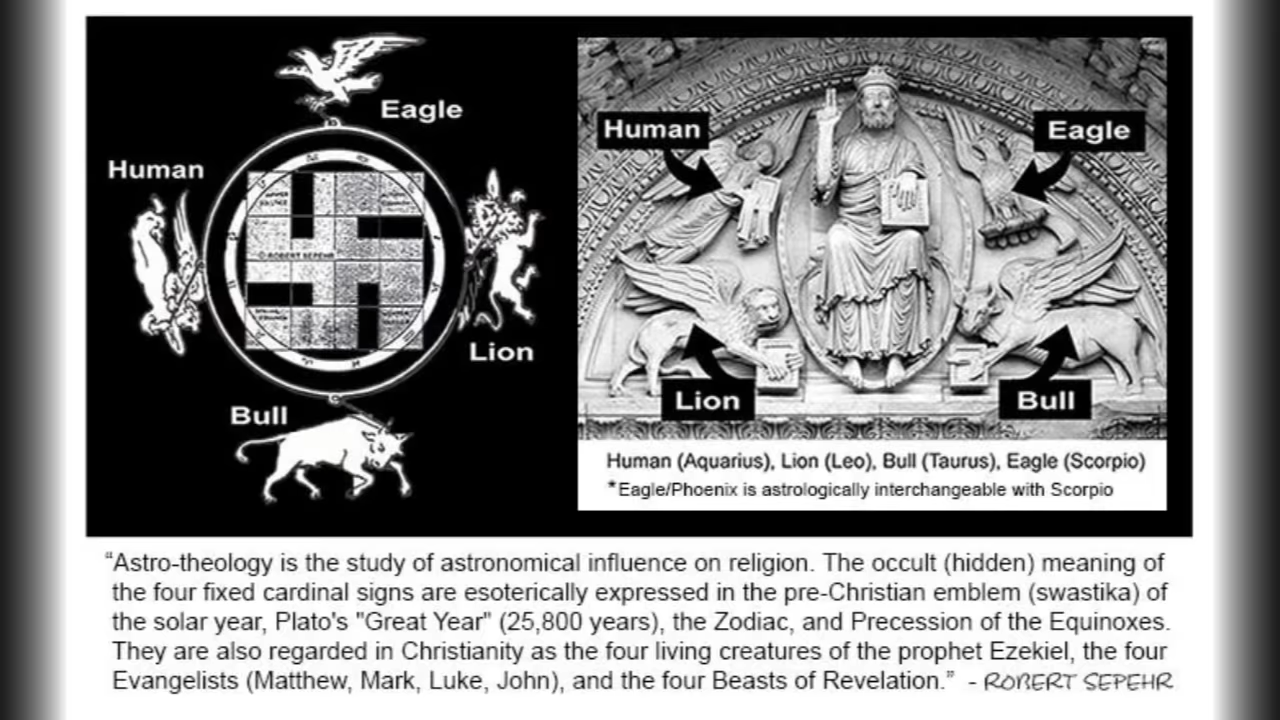 Eagle
Human
© ROBERT SEPEHR
Lion
Bull
Human
Eagle
Lion
Bull
Human (Aquarius), Lion (Leo), Bull (Taurus), Eagle (Scorpio)
*Eagle/Phoenix is astrologically interchangeable with Scorpio
“Astro-theology is the study of astronomical influence on religion. The occult (hidden) meaning of
the four fixed cardinal signs are esoterically expressed in the pre-Christian emblem (swastika) of
the solar year, Plato's "Great Year" (25,800 years), the Zodiac, and Precession of the Equinoxes.
They are also regarded in Christianity as the four living creatures of the prophet Ezekiel, the four
Evangelists (Matthew, Mark, Luke, John), and the four Beasts of Revelation.” - ROBERT SEPEHR